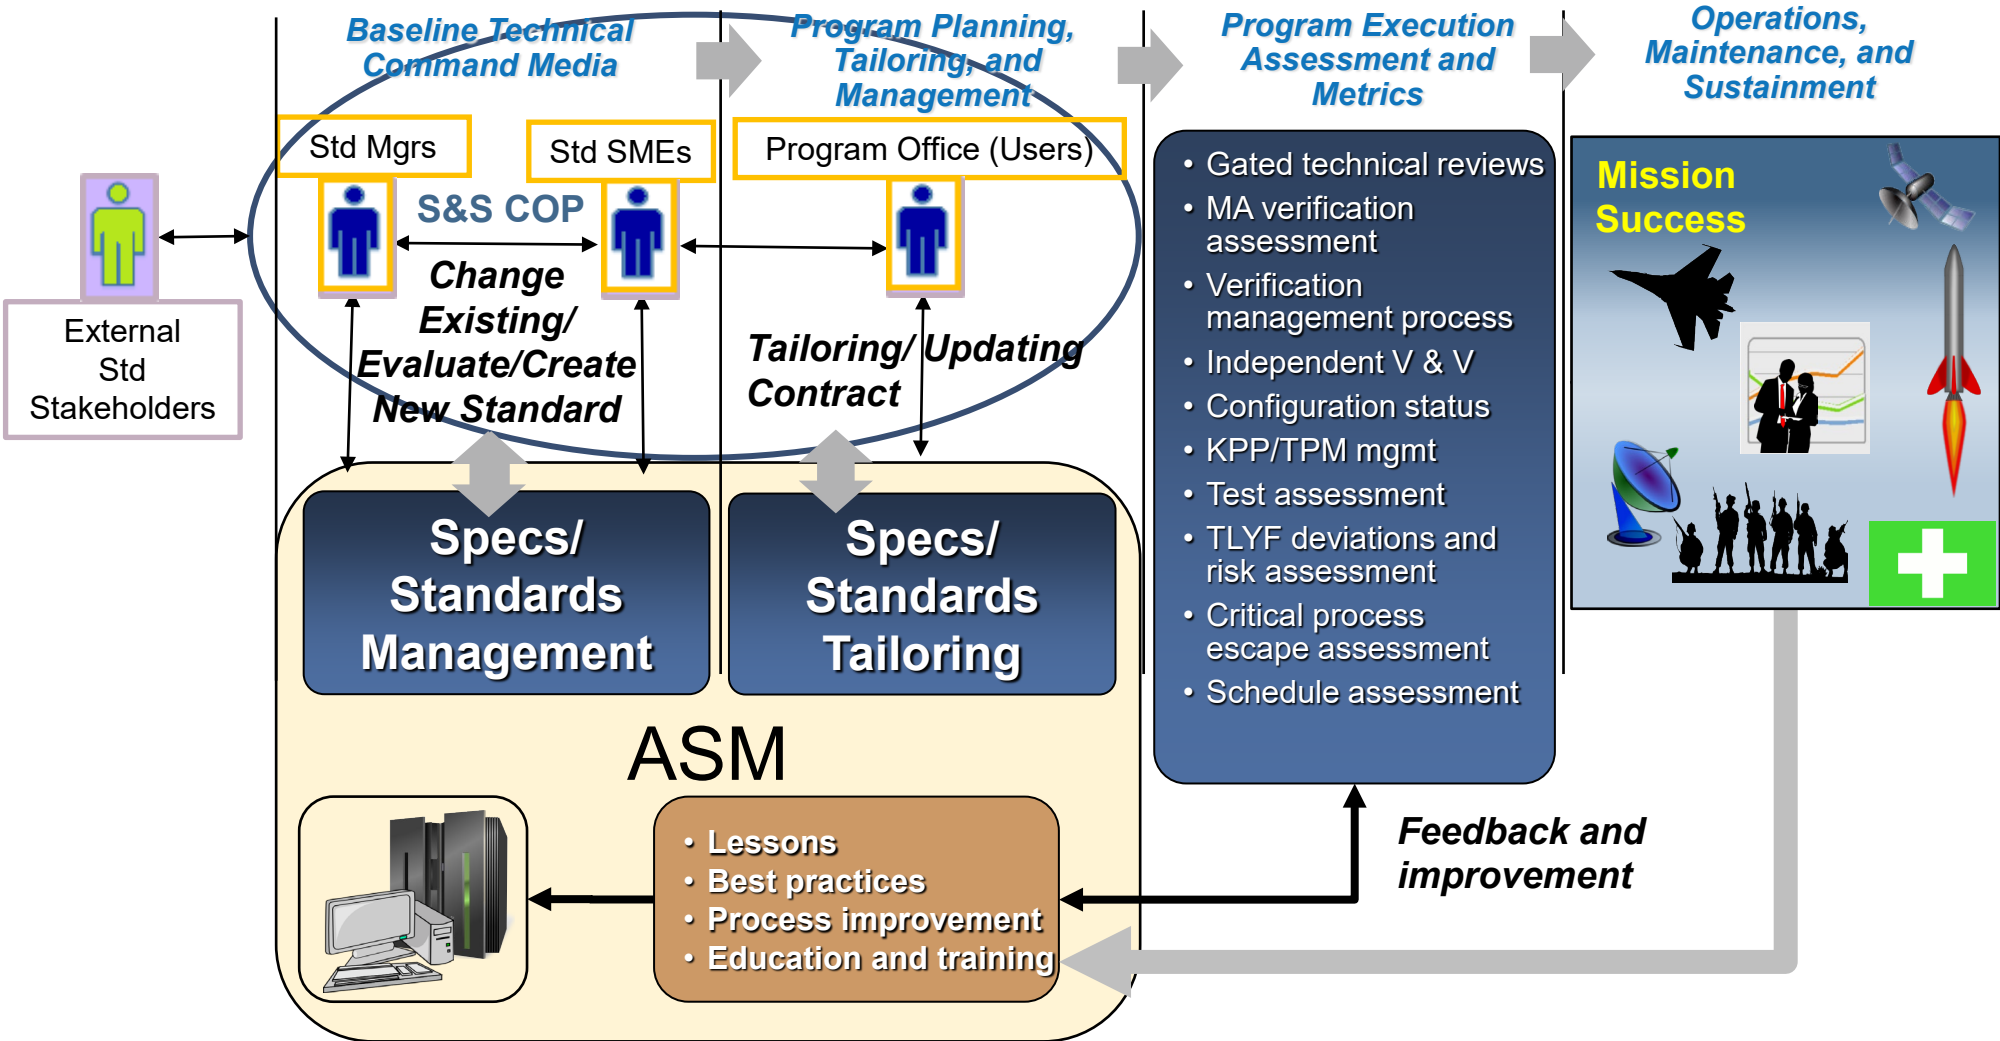 Baseline Technical
Command Media
Program Planning,
Tailoring, and
Management
Program Execution
Assessment and
Metrics
Operations,
Maintenance, and
Sustainment
Std Mgrs
Std SMEs
Program Office (Users)
S&S COP
External
Std
Stakeholders
Change
Existing/
Evaluate/Create
New Standard
Tailoring/ Updating
Contract
Specs/
Standards
Management
Specs/
Standards
Tailoring
ASM
• Lessons
• Best practices
• Process improvement
• Education and training
• Gated technical reviews
• MA verification
assessment
• Verification
management process
• Independent V & V
• Configuration status
• KPP/TPM mgmt
• Test assessment
• TLYF deviations and
risk assessment
• Critical process
escape assessment
• Schedule assessment
Mission
Success
Feedback and
improvement